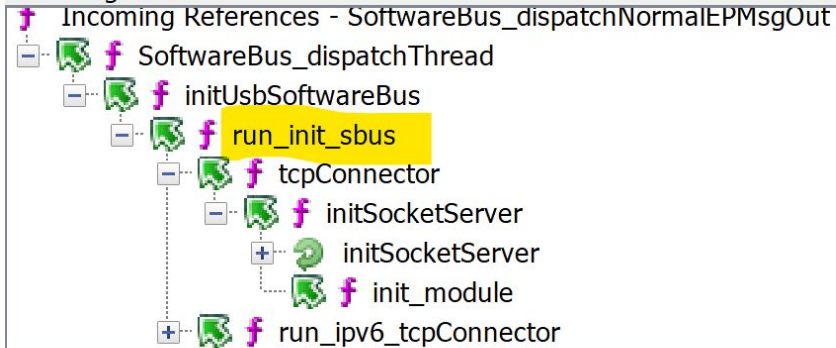 Incoming References - SoftwareBus_dispatchNormalEPMsgOut
f SoftwareBus_dispatchThread
f initUsbSoftwareBus
f run_init_sbus
f tcpConnector
f initSocketServer
initSocketServer
f init_module
f run_ipv6_tcpConnector